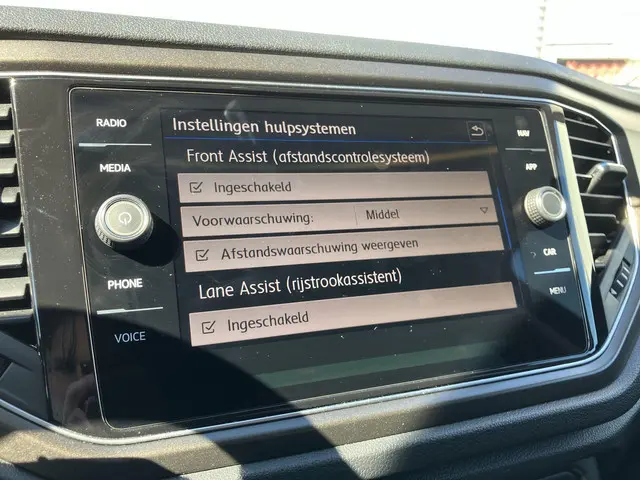 RADIO
MEDIA
PHONE
VOICE
Instellingen hulpsystemen
Front Assist (afstandscontrolesysteem)
Ingeschakeld
Voorwaarschuwing: Middel
Afstandswaarschuwing weergeven
Lane Assist (rijstrookassistent)
Ingeschakeld
NAV
APP
CAR
MENU